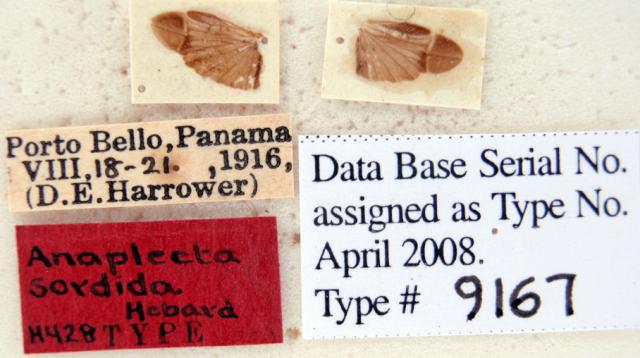 Porto Bello, Panama
VIII, 18-21. , 1916,
(D.E. Harrower)
Anaplecta
sordida.
Hebard
H428 TYPE
Data Base Serial No.
assigned as Type No.
April 2008.
Type # 9167